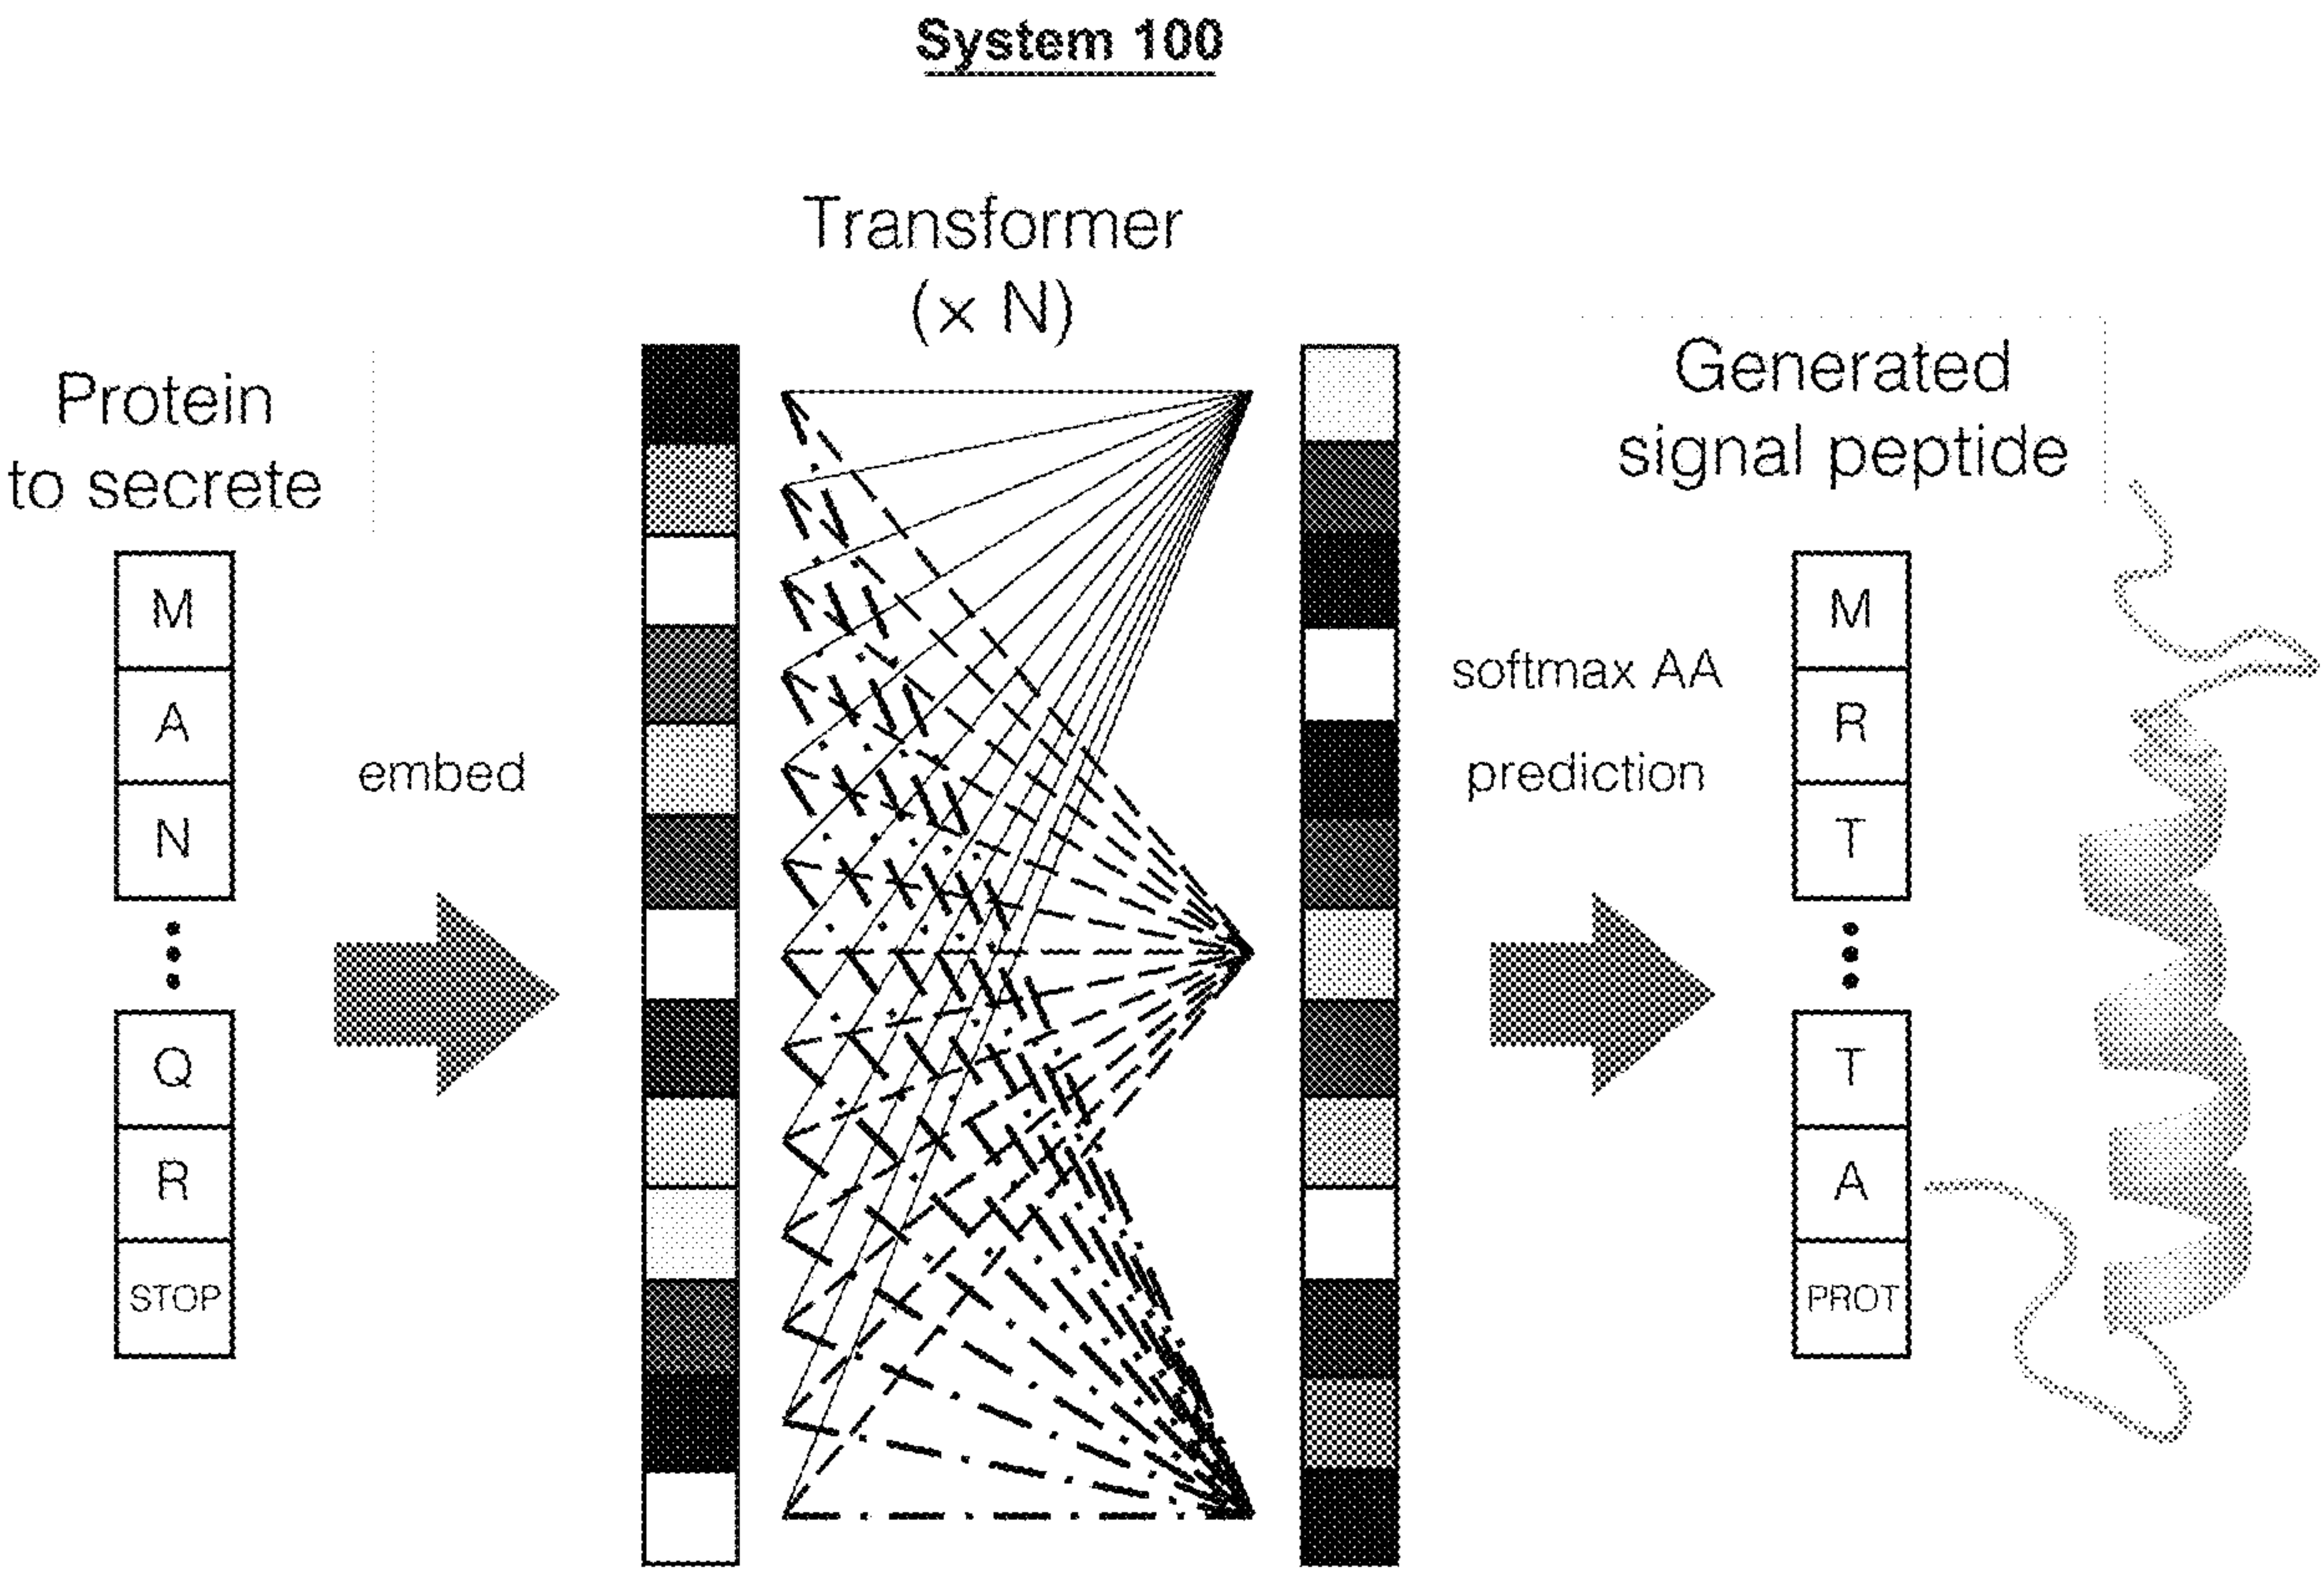 System 100
Transformer
(× N)
Protein
to secrete
M
A
N
Q
R
STOP
embed
softmax AA
prediction
Generated
signal peptide
M
R
T
T
A
PROT